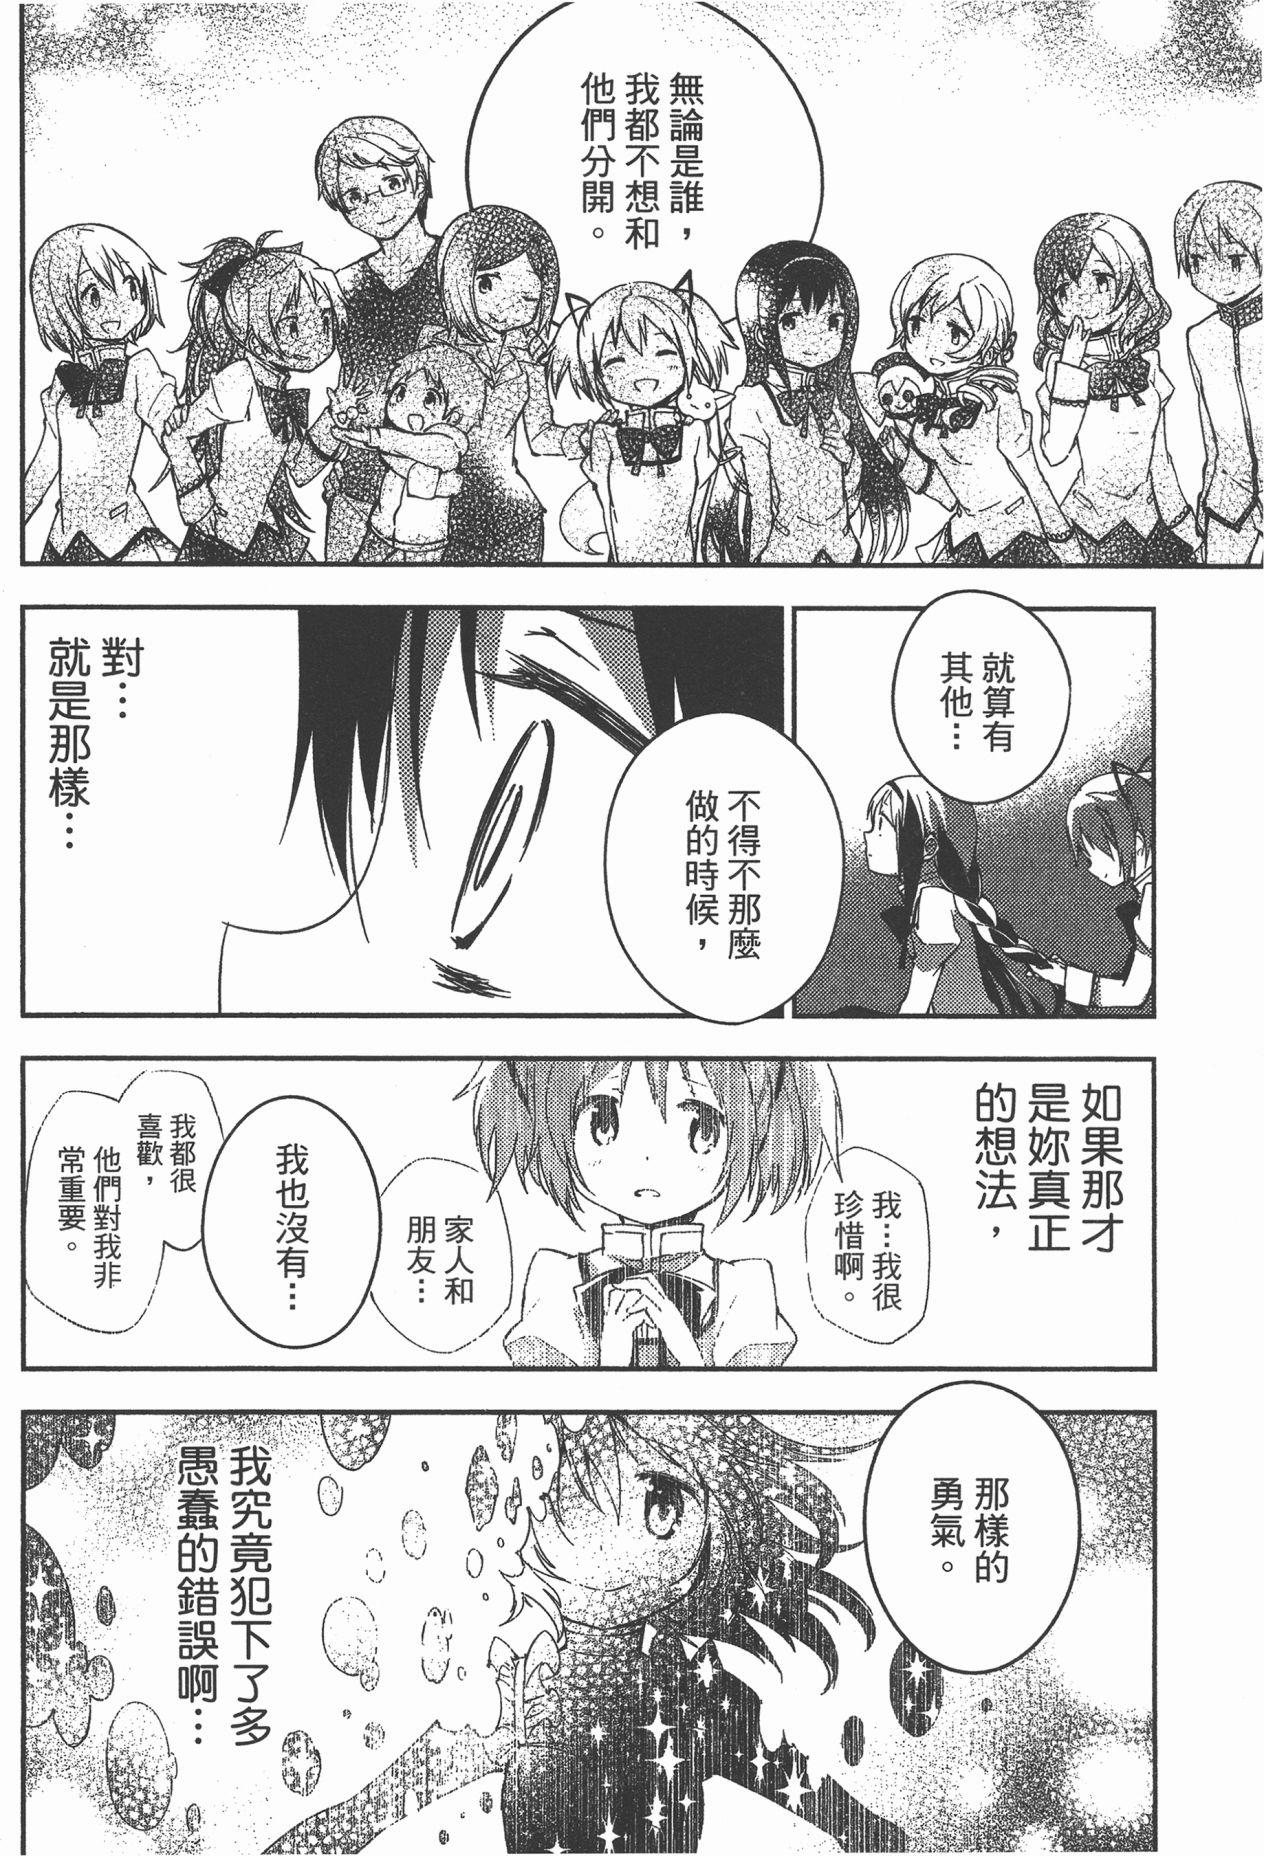 無論是誰，
我都不想和
他們分開。
就算有
其他…
不得不那麼
做的時候，
對…
就是那樣…
如果那才
是妳真正
的想法，
我…我很
珍惜啊。
家人和
朋友…
我也沒有…
我都很
喜歡，
他們對我非
常重要。
那樣的
勇氣。
我究竟犯下了多
愚蠢的錯誤啊…